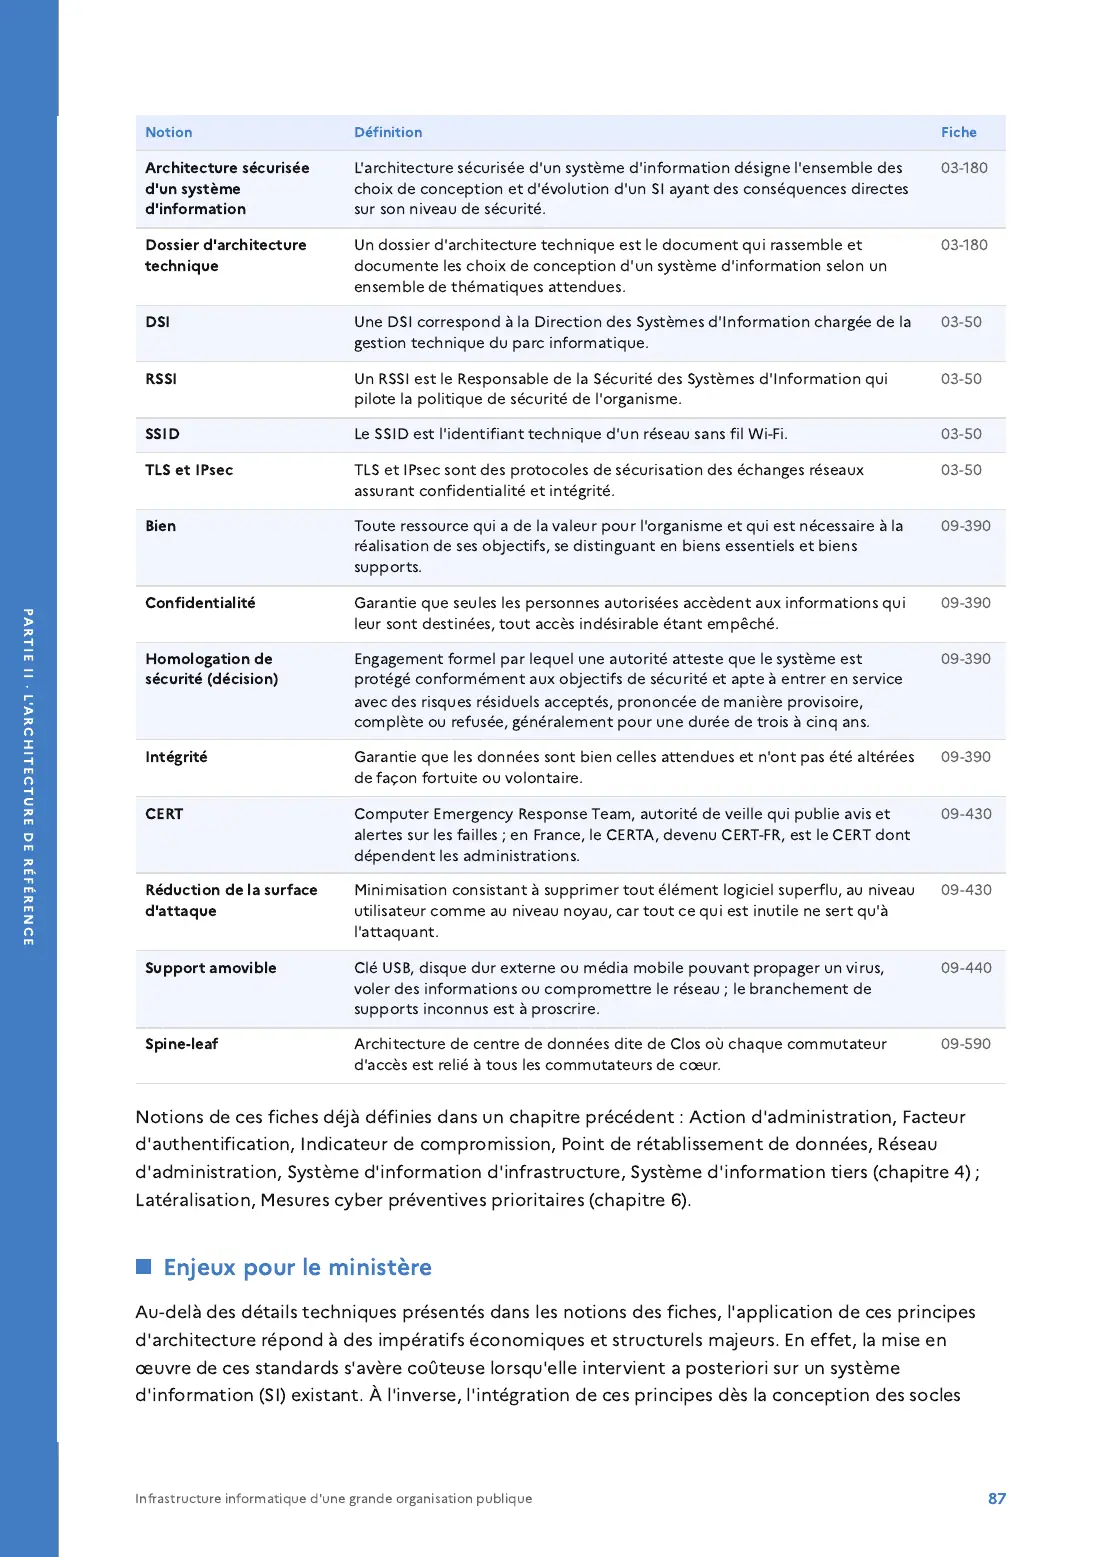 Notion Définition Fiche
Architecture sécurisée L'architecture sécurisée d'un système d'information désigne l'ensemble des 03-180
d'un système choix de conception et d'évolution d'un SI ayant des conséquences directes
d'information sur son niveau de sécurité.
Dossier d'architecture Un dossier d'architecture technique est le document qui rassemble et 03-180
technique documente les choix de conception d'un système d'information selon un
ensemble de thématiques attendues.
DSI Une DSI correspond à la Direction des Systèmes d'Information chargée de la 03-50
gestion technique du parc informatique.
RSSI Un RSSI est le Responsable de la Sécurité des Systèmes d'Information qui 03-50
pilote la politique de sécurité de l'organisme.
SSID Le SSID est l'identifiant technique d'un réseau sans fil Wi-Fi. 03-50
TLS et IPsec TLS et IPsec sont des protocoles de sécurisation des échanges réseaux 03-50
assurant confidentialité et intégrité.
Bien Toute ressource qui a de la valeur pour l'organisme et qui est nécessaire à la 09-390
réalisation de ses objectifs, se distinguant en biens essentiels et biens
supports.
Confidentialité Garantie que seules les personnes autorisées accèdent aux informations qui 09-390
leur sont destinées, tout accès indésirable étant empêché.
Homologation de Engagement formel par lequel une autorité atteste que le système est 09-390
sécurité (décision) protégé conformément aux objectifs de sécurité et apte à entrer en service
avec des risques résiduels acceptés, prononcée de manière provisoire,
complète ou refusée, généralement pour une durée de trois à cinq ans.
Intégrité Garantie que les données sont bien celles attendues et n'ont pas été altérées 09-390
de façon fortuite ou volontaire.
CERT Computer Emergency Response Team, autorité de veille qui publie avis et 09-430
alertes sur les failles ; en France, le CERTA, devenu CERT-FR, est le CERT dont
dépendent les administrations.
Réduction de la surface Minimisation consistant à supprimer tout élément logiciel superflu, au niveau 09-430
d'attaque utilisateur comme au niveau noyau, car tout ce qui est inutile ne sert qu'à
l'attaquant.
Support amovible Clé USB, disque dur externe ou média mobile pouvant propager un virus, 09-440
voler des informations ou compromettre le réseau ; le branchement de
supports inconnus est à proscrire.
Spine-leaf Architecture de centre de données dite de Clos où chaque commutateur 09-590
d'accès est relié à tous les commutateurs de cœur.
Notions de ces fiches déjà définies dans un chapitre précédent : Action d'administration, Facteur
d'authentification, Indicateur de compromission, Point de rétablissement de données, Réseau
d'administration, Système d'information d'infrastructure, Système d'information tiers (chapitre 4) ;
Latéralisation, Mesures cyber préventives prioritaires (chapitre 6).
Enjeux pour le ministère
Au-delà des détails techniques présentés dans les notions des fiches, l'application de ces principes
d'architecture répond à des impératifs économiques et structurels majeurs. En effet, la mise en
œuvre de ces standards s'avère coûteuse lorsqu'elle intervient a posteriori sur un système
d'information (SI) existant. À l'inverse, l'intégration de ces principes dès la conception des socles
PARTIE II · L'ARCHITECTURE DE RÉFÉRENCE
Infrastructure informatique d'une grande organisation publique 87